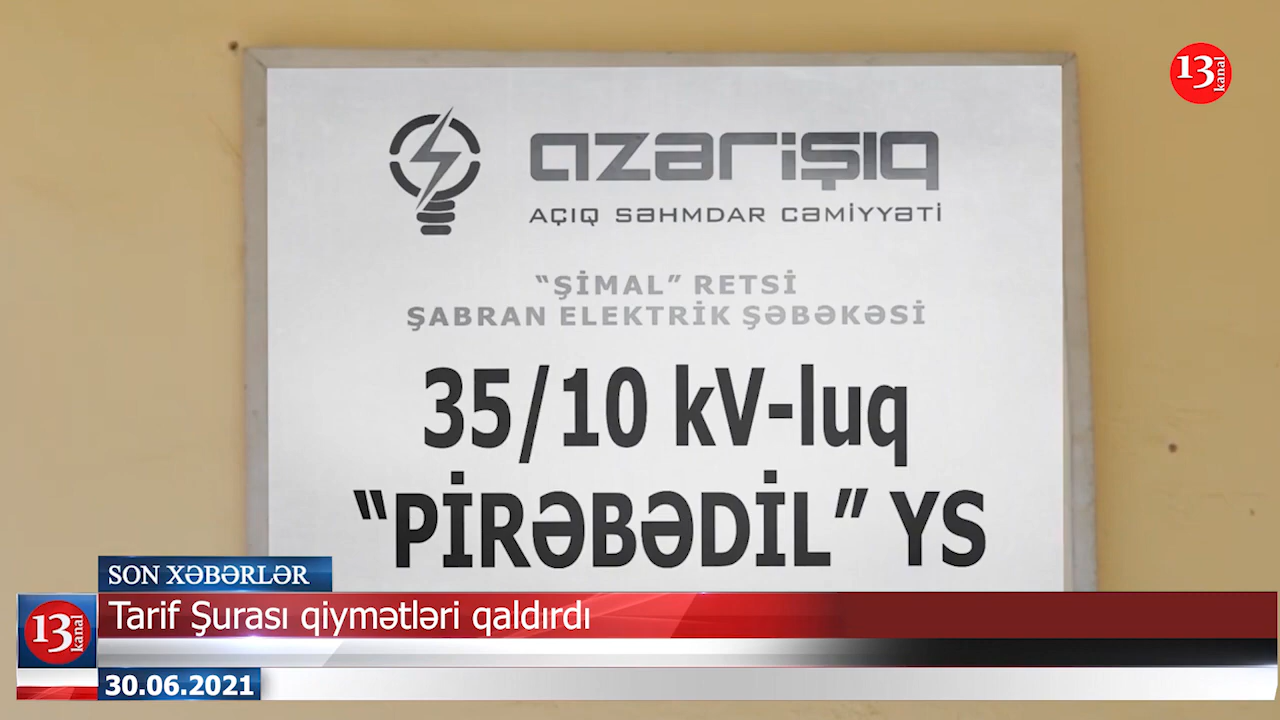 13 kanal
azərişıq
AÇIQ SƏHMDAR CƏMİYYƏTİ
“ŞİMAL” RETSİ
ŞABRAN ELEKTRİK ŞƏBƏKƏSİ
35/10 kV-luq
“PİRƏBƏDİL” YS
SON XƏBƏRLƏR
13 kanal
Tarif Şurası qiymətləri qaldırdı
30.06.2021